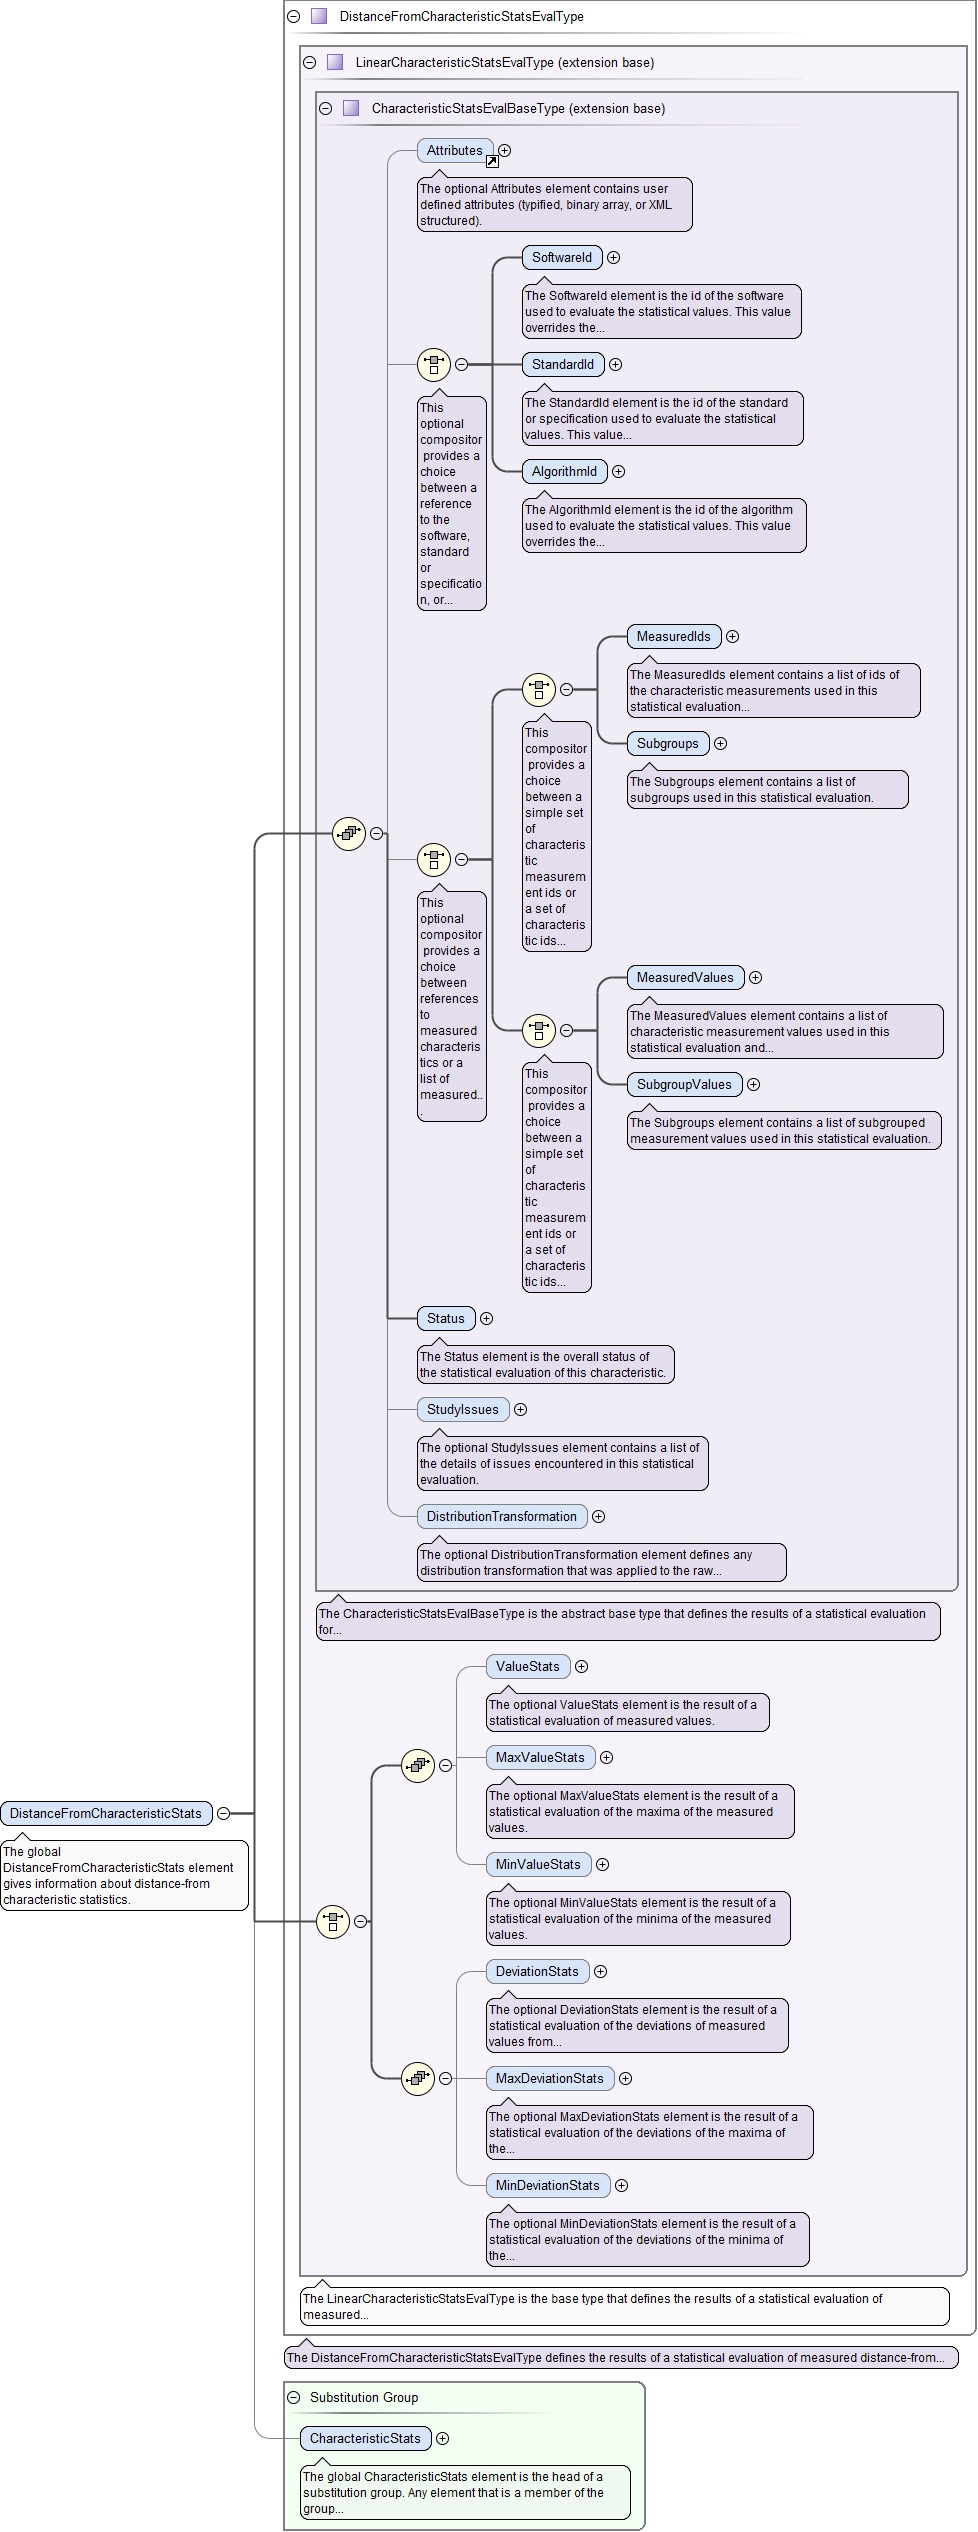 DistanceFromCharacteristicStatsEvalType
LinearCharacteristicStatsEvalType (extension base)
CharacteristicStatsEvalBaseType (extension base)
Attributes
The optional Attributes element contains user
defined attributes (typified, binary array, or XML
structured).
SoftwareId
The SoftwareId element is the id of the software
used to evaluate the statistical values. This value
overrides the...
StandardId
The StandardId element is the id of the standard
or specification used to evaluate the statistical
values. This value...
AlgorithmId
The AlgorithmId element is the id of the algorithm
used to evaluate the statistical values. This value
overrides the...
This
optional
compositor
provides a
choice
between a
reference
to the
software,
standard
or
specificatio
n, or...
MeasuredIds
The MeasuredIds element contains a list of ids of
the characteristic measurements used in this
statistical evaluation...
Subgroups
The Subgroups element contains a list of
subgroups used in this statistical evaluation.
This
compositor
provides a
choice
between a
simple set
of
characteris
tic
measurem
ent ids or
a set of
characteris
tic ids...
This
optional
compositor
provides a
choice
between
references
to
measured
characteris
tics or a
list of
measured..
.
MeasuredValues
The MeasuredValues element contains a list of
characteristic measurement values used in this
statistical evaluation and...
SubgroupValues
The Subgroups element contains a list of subgrouped
measurement values used in this statistical evaluation.
This
compositor
provides a
choice
between a
simple set
of
characteris
tic
measurem
ent ids or
a set of
characteris
tic ids...
Status
The Status element is the overall status of
the statistical evaluation of this characteristic.
StudyIssues
The optional StudyIssues element contains a list of
the details of issues encountered in this statistical
evaluation.
DistributionTransformation
The optional DistributionTransformation element defines any
distribution transformation that was applied to the raw...
The CharacteristicStatsEvalBaseType is the abstract base type that defines the results of a statistical evaluation
for...
ValueStats
The optional ValueStats element is the result of a
statistical evaluation of measured values.
MaxValueStats
The optional MaxValueStats element is the result of a
statistical evaluation of the maxima of the measured
values.
MinValueStats
The optional MinValueStats element is the result of a
statistical evaluation of the minima of the measured
values.
DistanceFromCharacteristicStats
The global
DistanceFromCharacteristicStats element
gives information about distance-from
characteristic statistics.
DeviationStats
The optional DeviationStats element is the result of a
statistical evaluation of the deviations of measured
values from...
MaxDeviationStats
The optional MaxDeviationStats element is the result of a
statistical evaluation of the deviations of the maxima of
the...
MinDeviationStats
The optional MinDeviationStats element is the result of a
statistical evaluation of the deviations of the minima of
the...
The LinearCharacteristicStatsEvalType is the base type that defines the results of a statistical evaluation of
measured...
The DistanceFromCharacteristicStatsEvalType defines the results of a statistical evaluation of measured distance-from...
Substitution Group
CharacteristicStats
The global CharacteristicStats element is the head of a
substitution group. Any element that is a member of the
group...